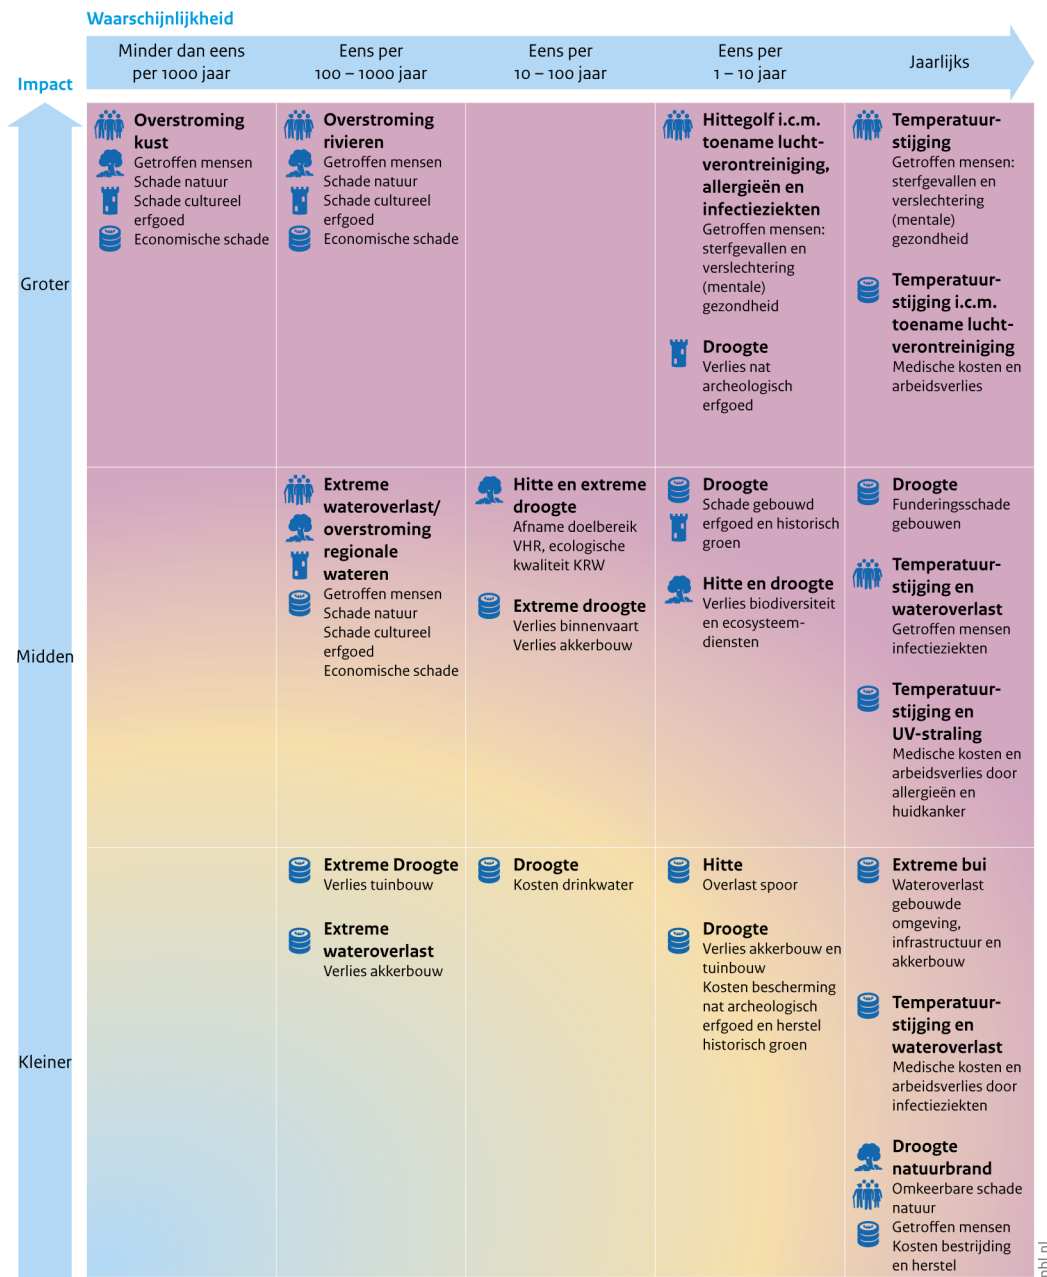 Waarschijnlijkheid
Minder dan eens
per 1000 jaar
Eens per
100 – 1000 jaar
Eens per
10 – 100 jaar
Eens per
1 – 10 jaar
Jaarlijks
Impact
Groter
Overstroming
kust
Getroffen mensen
Schade natuur
Schade cultureel
erfgoed
Economische schade
Overstroming
rivieren
Getroffen mensen
Schade natuur
Schade cultureel
erfgoed
Economische schade
Hittegolf i.c.m.
toename lucht-
verontreiniging,
allergieën en
infectieziekten
Getroffen mensen:
sterfgevallen en
verslechtering
(mentale)
gezondheid
Droogte
Verlies nat
archeologisch
erfgoed
Temperatuur-
stijging
Getroffen mensen:
sterfgevallen en
verslechtering
(mentale)
gezondheid
Temperatuur-
stijging i.c.m.
toename lucht-
verontreiniging
Medische kosten en
arbeidsverlies
Midden
Extreme
wateroverlast/
overstroming
regionale
wateren
Getroffen mensen
Schade natuur
Schade cultureel
erfgoed
Economische schade
Hitte en extreme
droogte
Afname doelbereik
VHR, ecologische
kwaliteit KRW
Extreme droogte
Verlies binnenvaart
Verlies akkerbouw
Droogte
Schade gebouwd
erfgoed en historisch
groen
Hitte en droogte
Verlies biodiversiteit
en ecosysteem-
diensten
Droogte
Funderingsschade
gebouwen
Temperatuur-
stijging en
wateroverlast
Getroffen mensen
infectieziekten
Temperatuur-
stijging en
UV-straling
Medische kosten en
arbeidsverlies door
allergieën en
huidkanker
Kleiner
Extreme Droogte
Verlies tuinbouw
Extreme
wateroverlast
Verlies akkerbouw
Droogte
Kosten drinkwater
Hitte
Overlast spoor
Droogte
Verlies akkerbouw en
tuinbouw
Kosten bescherming
nat archeologisch
erfgoed en herstel
historisch groen
Extreme bui
Wateroverlast
gebouwde
omgeving,
infrastructuur en
akkerbouw
Temperatuur-
stijging en
wateroverlast
Medische kosten en
arbeidsverlies door
infectieziekten
Droogte
natuurbrand
Omkeerbare schade
natuur
Getroffen mensen
Kosten bestrijding
en herstel
pbl.nl